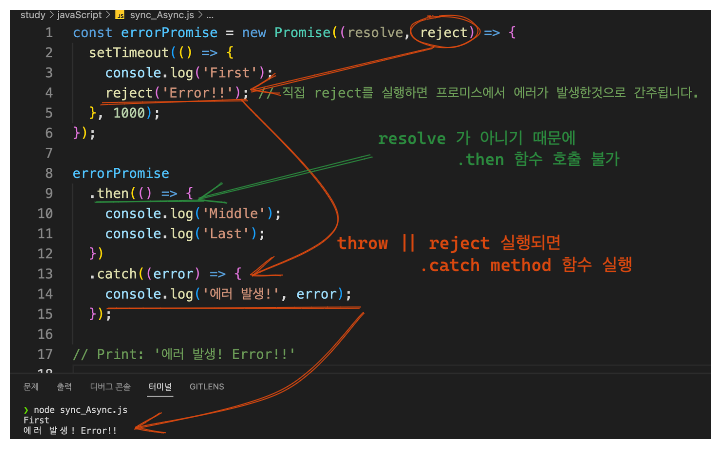 study > javaScript > sync_Async.js > ...
1 const errorPromise = new Promise((resolve, reject) => {
2 setTimeout(() => {
3 console.log('First');
4 reject('Error!!'); // 직접 reject를 실행하면 프로미스에서 에러가 발생한것으로 간주됩니다.
5 }, 1000);
6 });
7
resolve 가 아니기 때문에
.then 함수 호출 불가
8 errorPromise
9 .then(() => {
10 console.log('Middle');
11 console.log('Last');
12 })
throw || reject 실행되면
.catch method 함수 실행
13 .catch((error) => {
14 console.log('에러 발생!', error);
15 });
16
17 // Print: '에러 발생! Error!!'
18
문제 출력 디버그 콘솔 터미널 GITLENS
❯ node sync_Async.js
First
에러 발생! Error!!